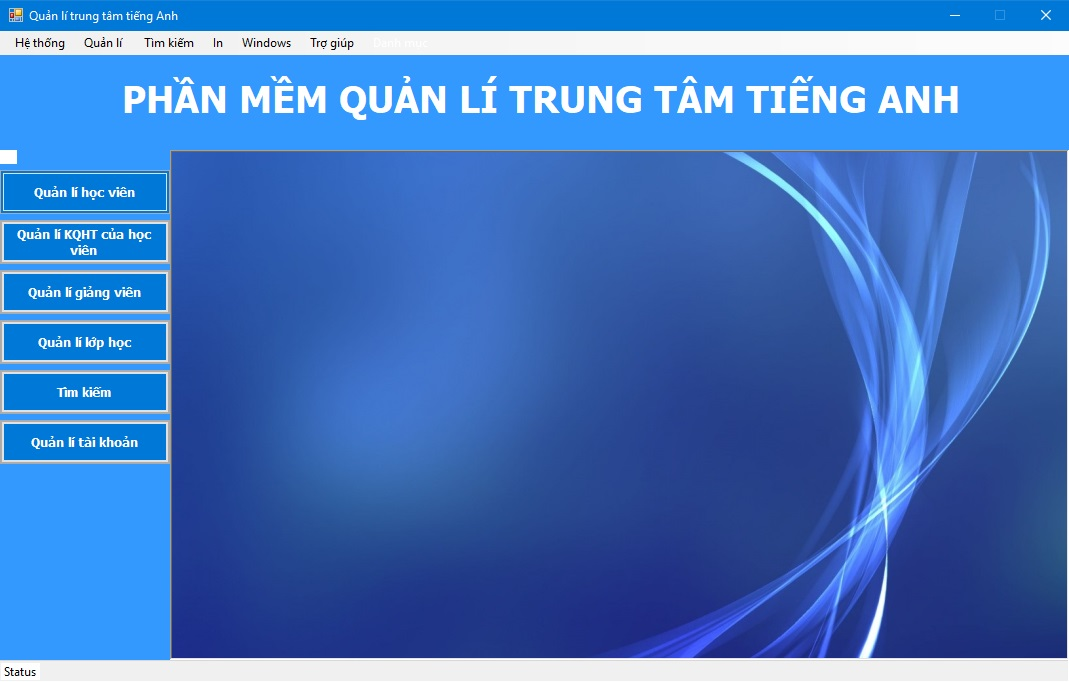 Quản lí trung tâm tiếng Anh
Hệ thống Quản lí Tìm kiếm In Windows Trợ giúp Danh mục
PHẦN MỀM QUẢN LÍ TRUNG TÂM TIẾNG ANH
Quản lí học viên
Quản lí KQHT của học
viên
Quản lí giảng viên
Quản lí lớp học
Tìm kiếm
Quản lí tài khoản
Status